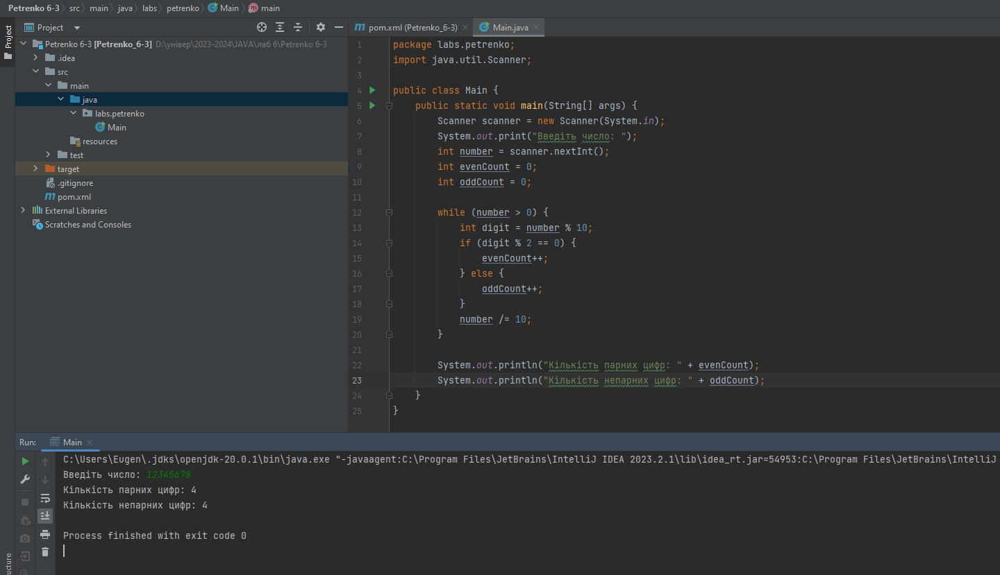 Petrenko 6-3 〉 src 〉 main 〉 java 〉 labs 〉 petrenko 〉 Main 〉 main
Project
Project
Petrenko 6-3 [Petrenko_6-3] D:\універ\2023-2024\JAVA\лаб 6\Petrenko 6-3
.idea
src
main
java
labs.petrenko
Main
resources
test
target
.gitignore
pom.xml
External Libraries
Scratches and Consoles
pom.xml (Petrenko_6-3)
Main.java
1 package labs.petrenko;
2 import java.util.Scanner;
3
4 public class Main {
5 public static void main(String[] args) {
6 Scanner scanner = new Scanner(System.in);
7 System.out.print("Введіть число: ");
8 int number = scanner.nextInt();
9 int evenCount = 0;
10 int oddCount = 0;
11
12 while (number > 0) {
13 int digit = number % 10;
14 if (digit % 2 == 0) {
15 evenCount++;
16 } else {
17 oddCount++;
18 }
19 number /= 10;
20 }
21
22 System.out.println("Кількість парних цифр: " + evenCount);
23 System.out.println("Кількість непарних цифр: " + oddCount);
24 }
25 }
Run: Main
C:\Users\Eugen\.jdks\openjdk-20.0.1\bin\java.exe "-javaagent:C:\Program Files\JetBrains\IntelliJ IDEA 2023.2.1\lib\idea_rt.jar=54953:C:\Program Files\JetBrains\IntelliJ
Введіть число: 12345678
Кількість парних цифр: 4
Кількість непарних цифр: 4
Process finished with exit code 0